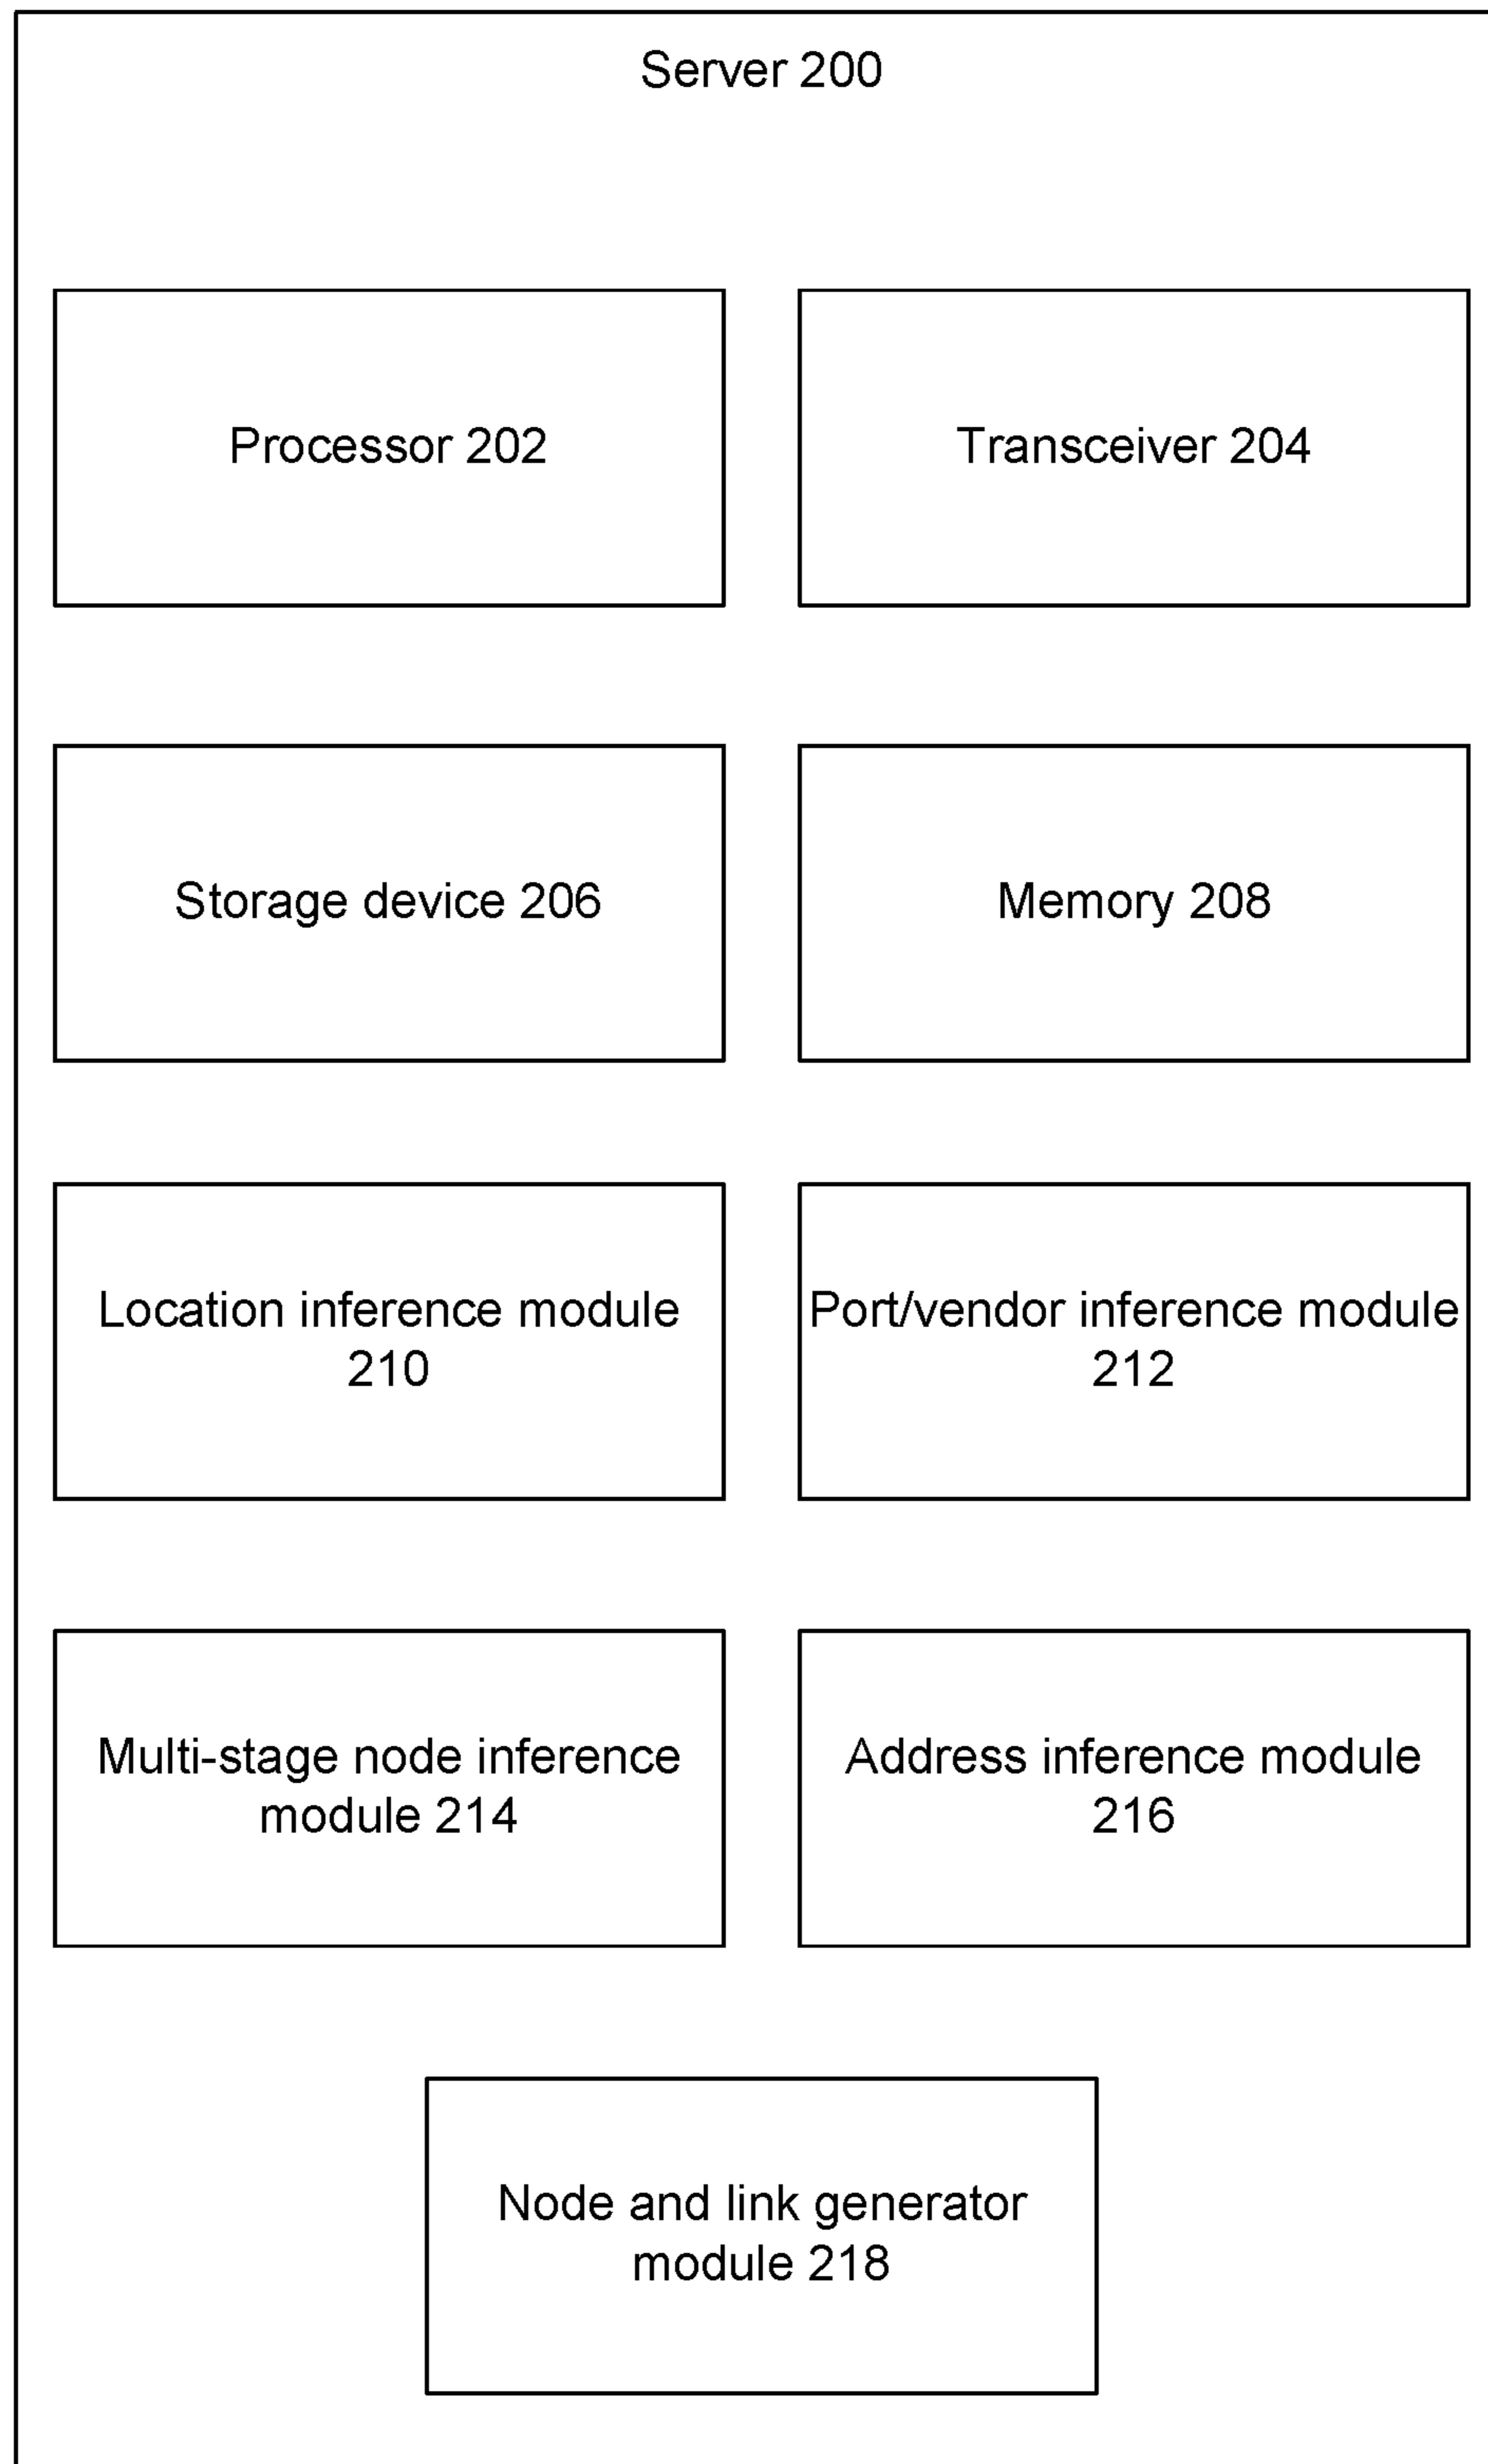 Server 200
Processor 202
Transceiver 204
Storage device 206
Memory 208
Location inference module
210
Port/vendor inference module
212
Multi-stage node inference
module 214
Address inference module
216
Node and link generator
module 218